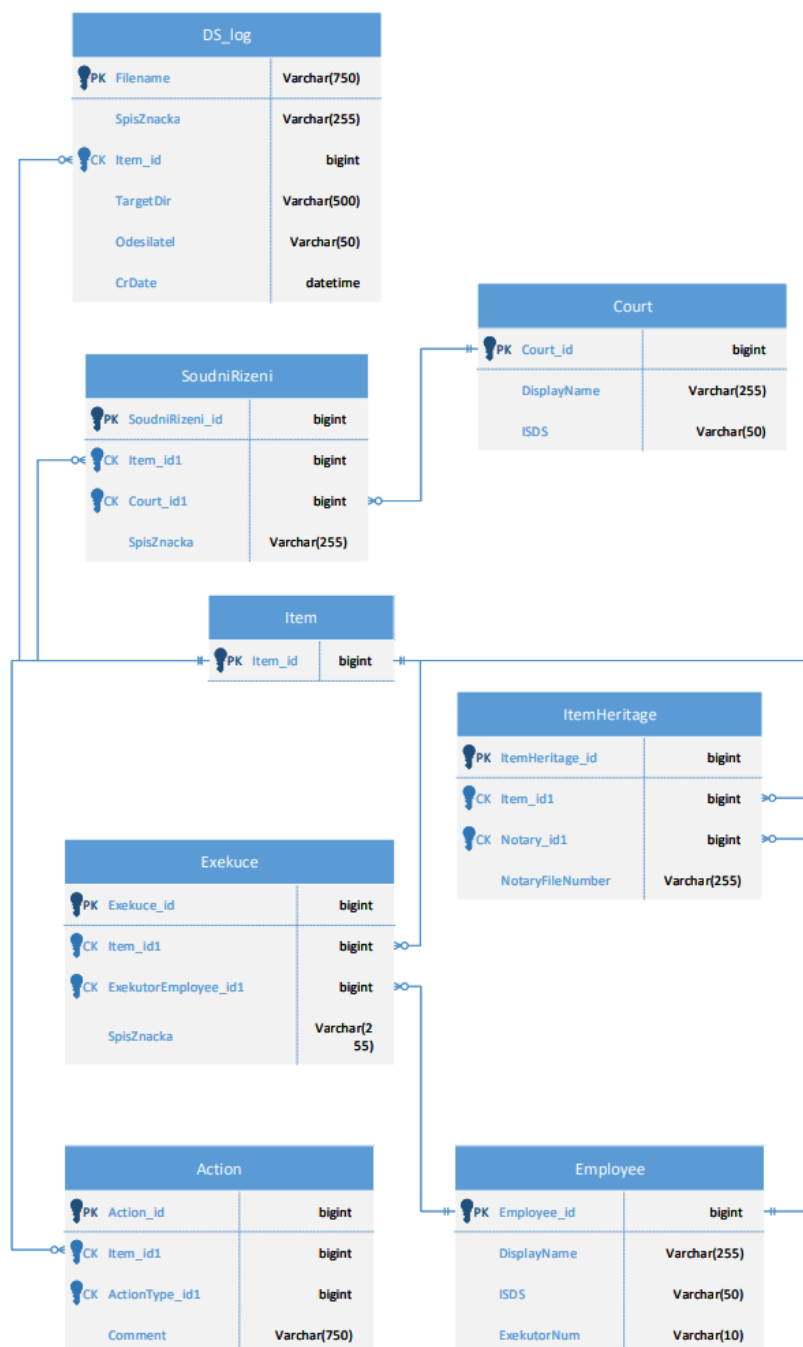 DS_log
PK Filename Varchar(750)
SpisZnacka Varchar(255)
CK Item_id bigint
TargetDir Varchar(500)
Odesilatel Varchar(50)
CrDate datetime
Court
PK Court_id bigint
DisplayName Varchar(255)
ISDS Varchar(50)
SoudniRizeni
PK SoudniRizeni_id bigint
CK Item_id1 bigint
CK Court_id1 bigint
SpisZnacka Varchar(255)
Item
PK Item_id bigint
ItemHeritage
PK ItemHeritage_id bigint
CK Item_id1 bigint
CK Notary_id1 bigint
NotaryFileNumber Varchar(255)
Exekuce
PK Exekuce_id bigint
CK Item_id1 bigint
CK ExekutorEmployee_id1 bigint
SpisZnacka Varchar(2
55)
Action
PK Action_id bigint
CK Item_id1 bigint
CK ActionType_id1 bigint
Comment Varchar(750)
Employee
PK Employee_id bigint
DisplayName Varchar(255)
ISDS Varchar(50)
ExekutorNum Varchar(10)